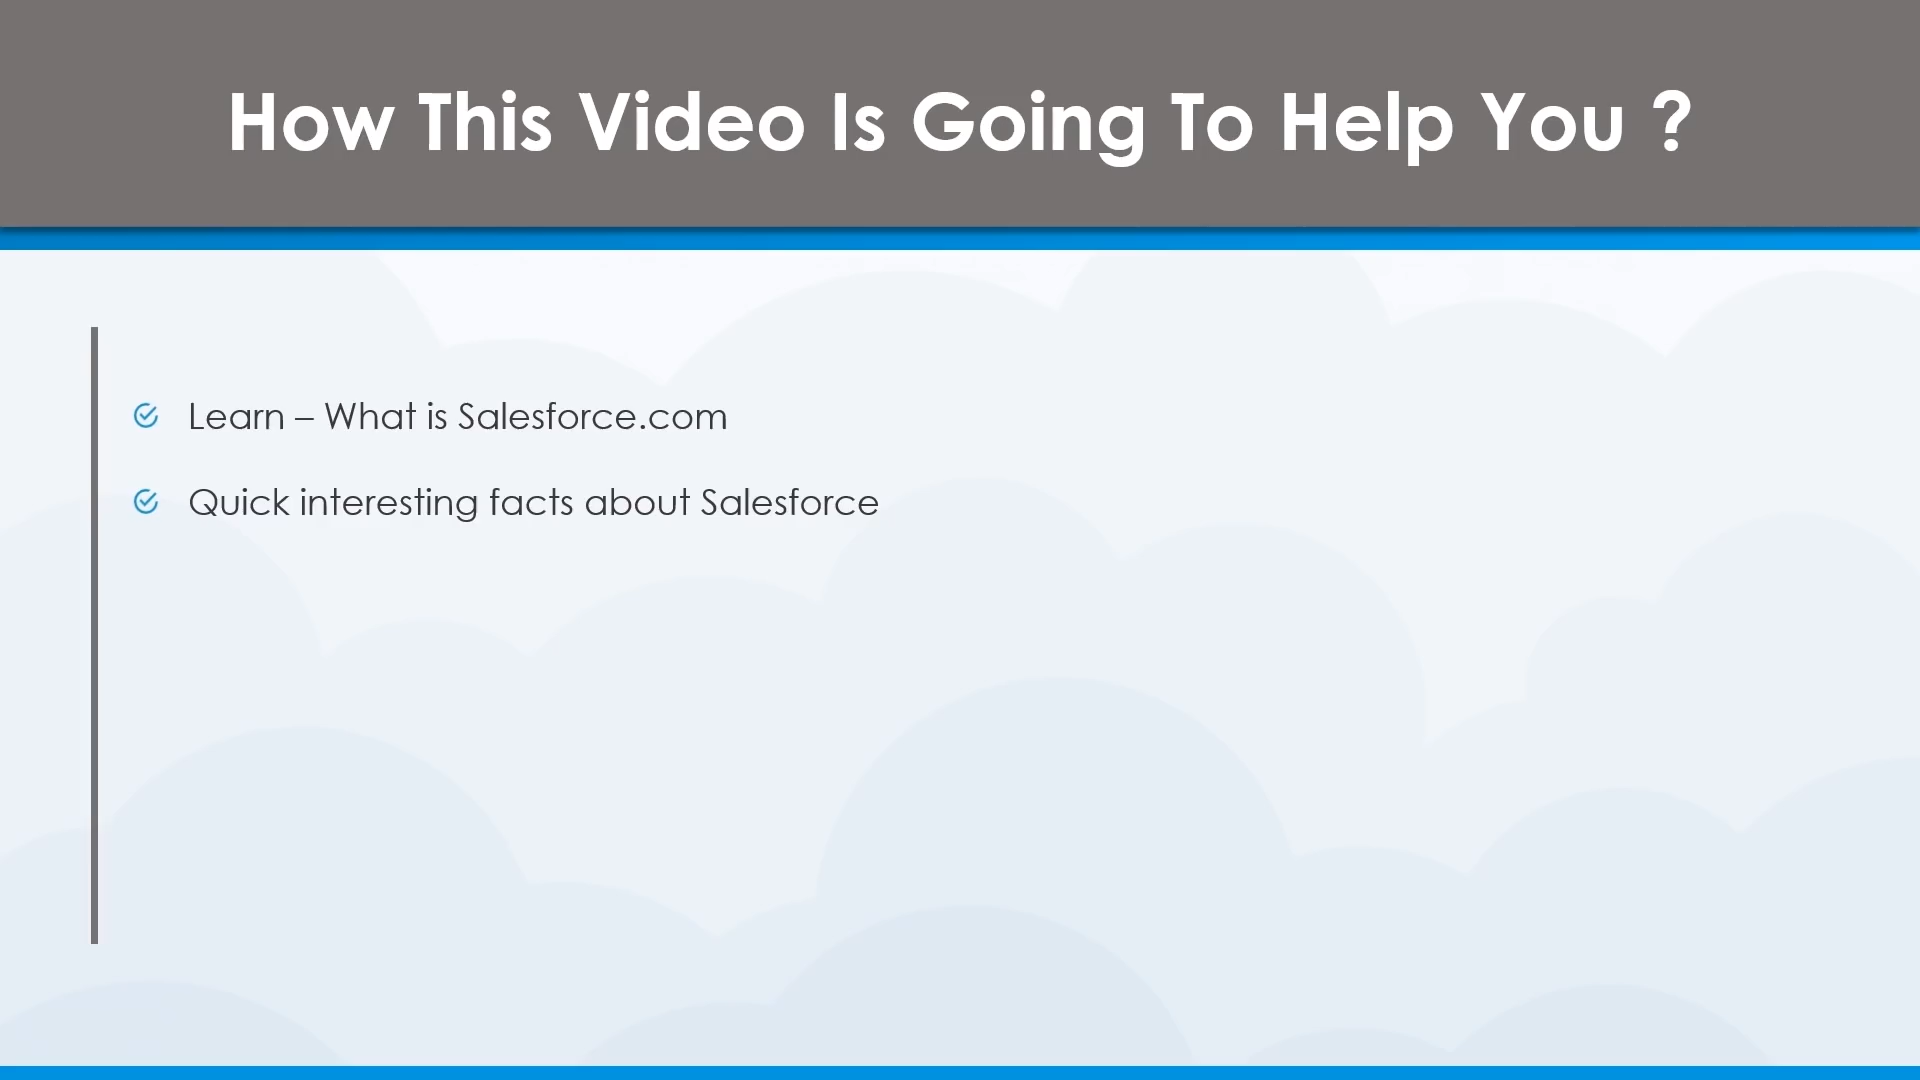 How This Video Is Going To Help You ?
Learn – What is Salesforce.com
Quick interesting facts about Salesforce